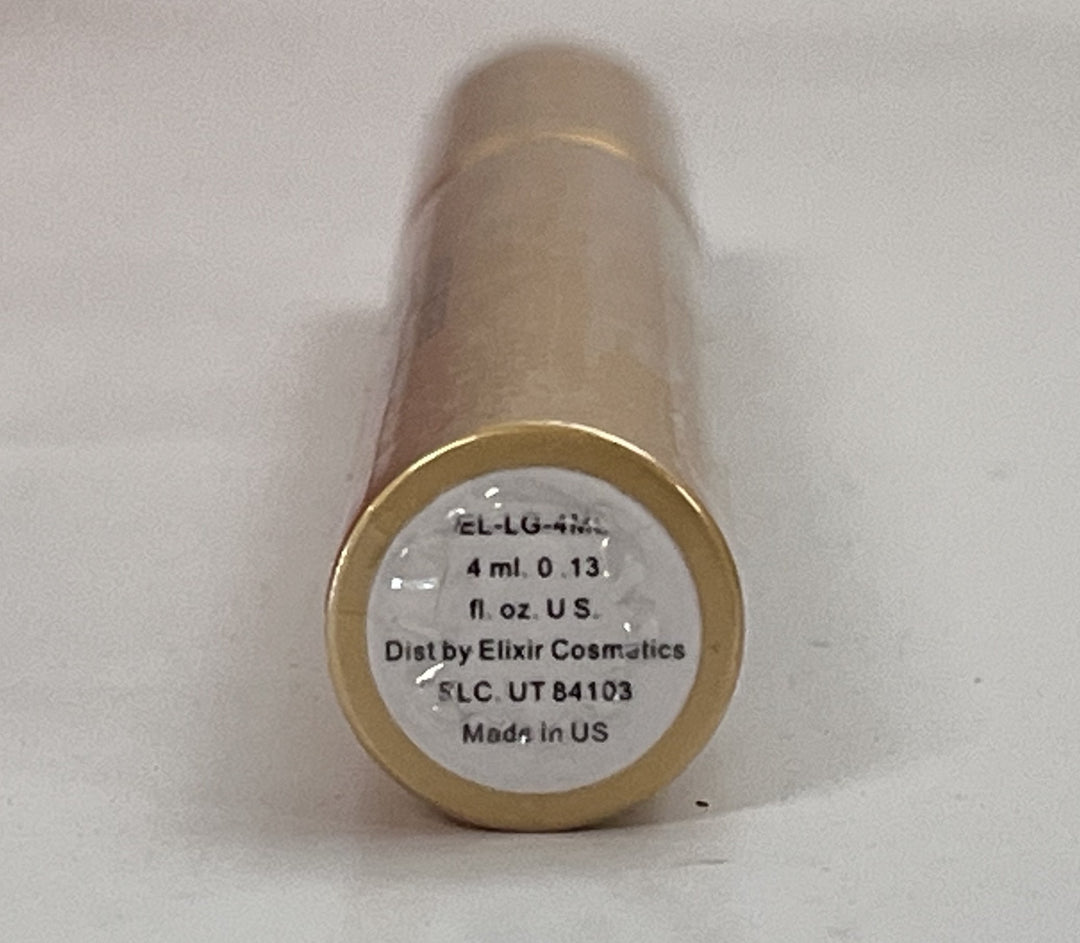 EL-LG-4ML
4 ml. 0 .13.
fl. oz. U S.
Dist by Elixir Cosmetics
SLC. UT 84103
Made in US